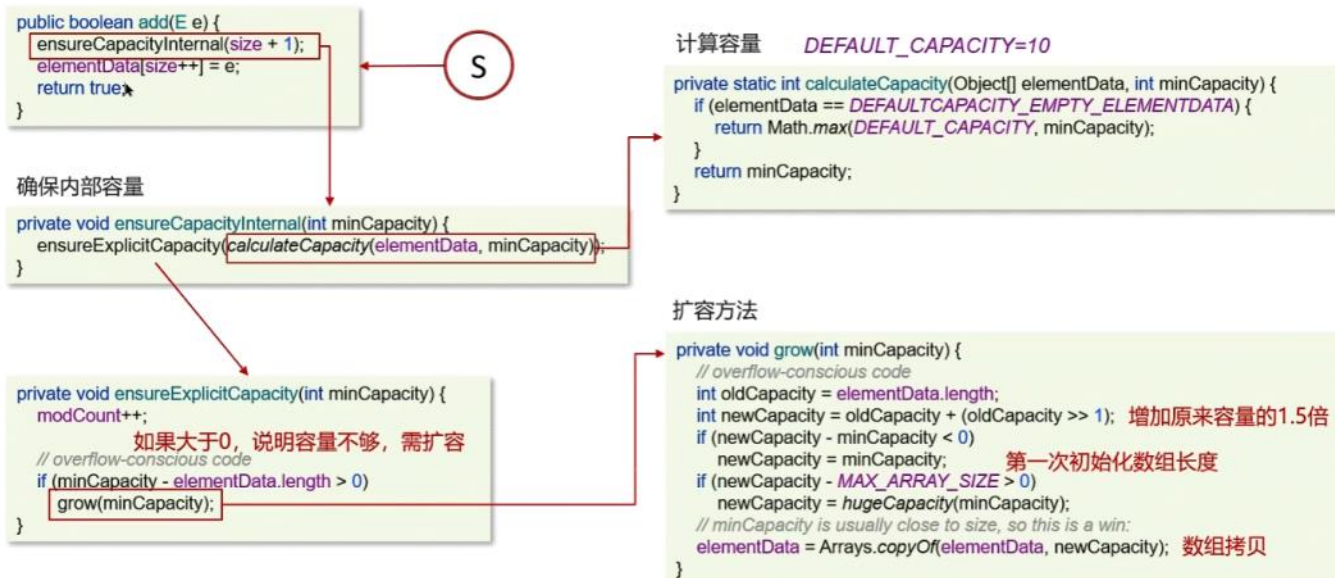 public boolean add(E e) {
ensureCapacityInternal(size + 1);
elementData[size++] = e;
return true;
}
S
确保内部容量
private void ensureCapacityInternal(int minCapacity) {
ensureExplicitCapacity(calculateCapacity(elementData, minCapacity));
}
private void ensureExplicitCapacity(int minCapacity) {
modCount++;
如果大于0，说明容量不够，需扩容
// overflow-conscious code
if (minCapacity - elementData.length > 0)
grow(minCapacity);
}
计算容量 DEFAULT_CAPACITY=10
private static int calculateCapacity(Object[] elementData, int minCapacity) {
if (elementData == DEFAULTCAPACITY_EMPTY_ELEMENTDATA) {
return Math.max(DEFAULT_CAPACITY, minCapacity);
}
return minCapacity;
}
扩容方法
private void grow(int minCapacity) {
// overflow-conscious code
int oldCapacity = elementData.length;
int newCapacity = oldCapacity + (oldCapacity >> 1); 增加原来容量的1.5倍
if (newCapacity - minCapacity < 0)
newCapacity = minCapacity; 第一次初始化数组长度
if (newCapacity - MAX_ARRAY_SIZE > 0)
newCapacity = hugeCapacity(minCapacity);
// minCapacity is usually close to size, so this is a win:
elementData = Arrays.copyOf(elementData, newCapacity); 数组拷贝
}